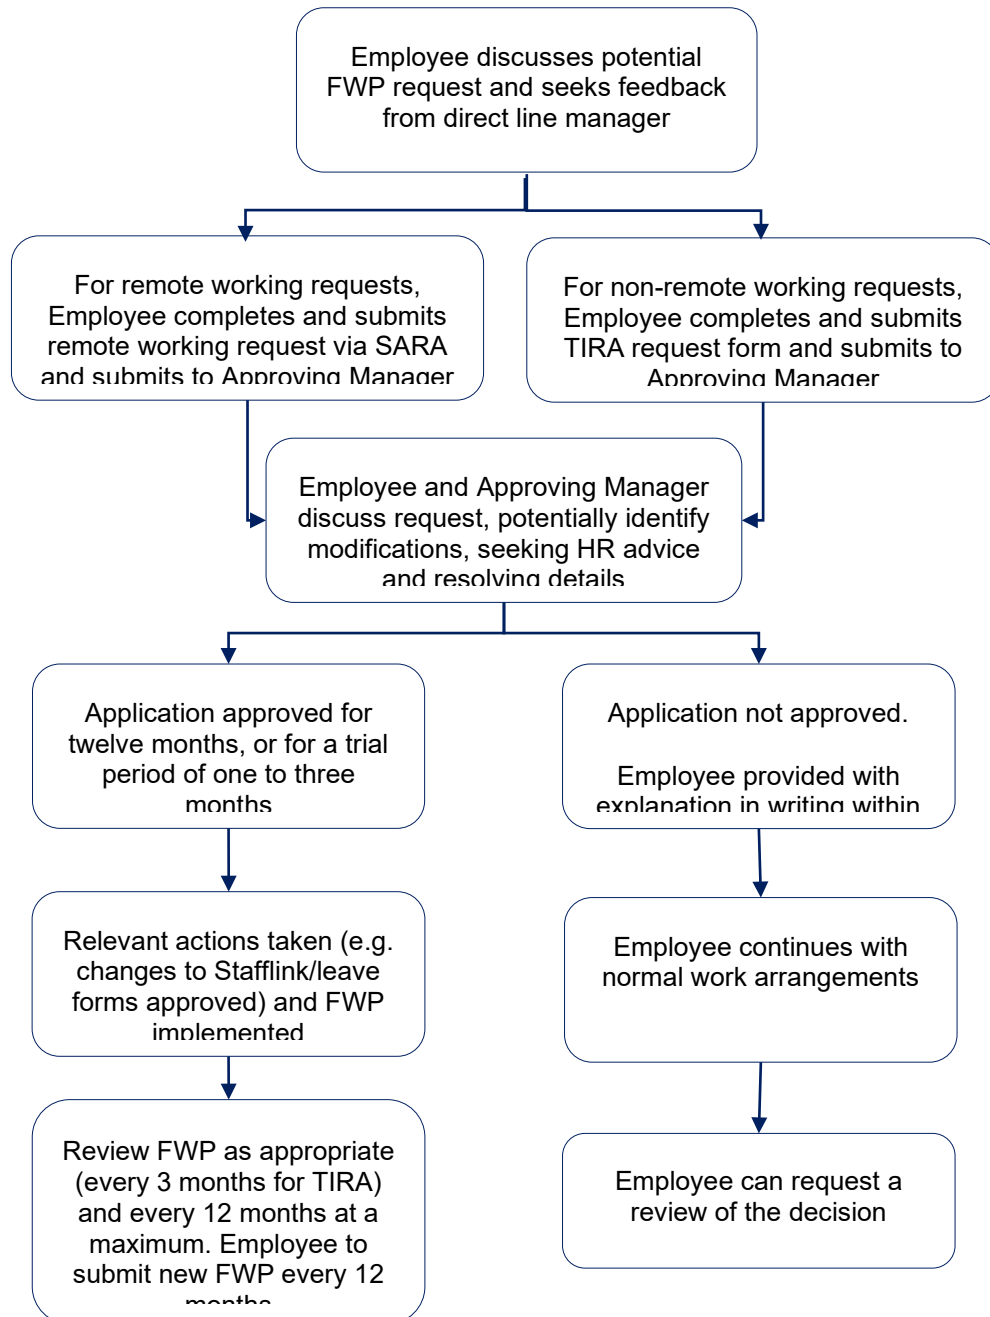 Employee discusses potential
FWP request and seeks feedback
from direct line manager
For remote working requests,
Employee completes and submits
remote working request via SARA
and submits to Approving Manager
For non-remote working requests,
Employee completes and submits
TIRA request form and submits to
Approving Manager
Employee and Approving Manager
discuss request, potentially identify
modifications, seeking HR advice
and resolving details
Application approved for
twelve months, or for a trial
period of one to three
months
Application not approved.
Employee provided with
explanation in writing within
Relevant actions taken (e.g.
changes to Stafflink/leave
forms approved) and FWP
implemented
Employee continues with
normal work arrangements
Review FWP as appropriate
(every 3 months for TIRA)
and every 12 months at a
maximum. Employee to
submit new FWP every 12
months
Employee can request a
review of the decision